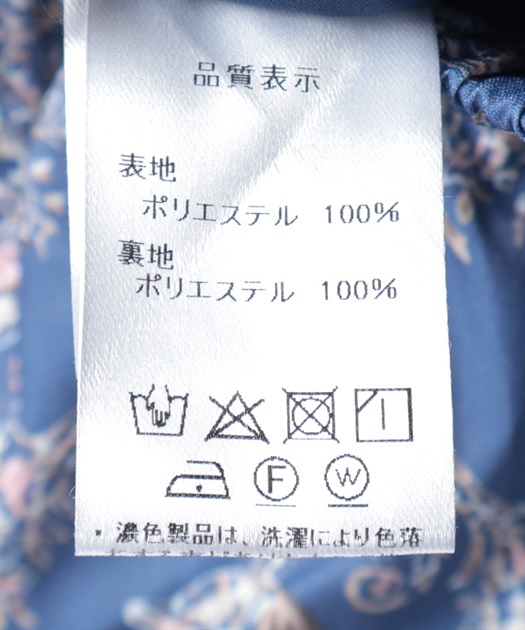 品質表示
表地
ポリエステル 100%
裏地
ポリエステル 100%
F W
・濃色製品は、洗濯により色落